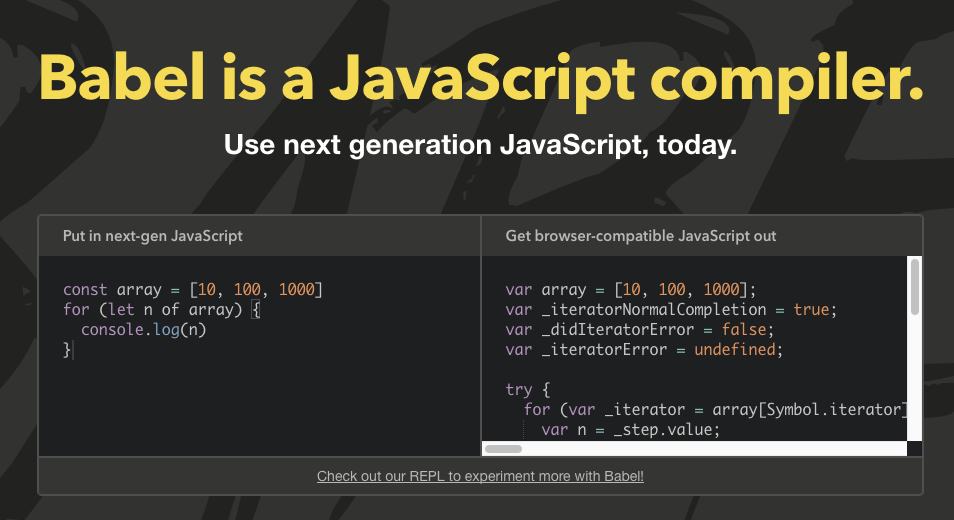 Babel is a JavaScript compiler.
Use next generation JavaScript, today.
Put in next-gen JavaScript
const array = [10, 100, 1000]
for (let n of array) {
  console.log(n)
}
Get browser-compatible JavaScript out
var array = [10, 100, 1000];
var _iteratorNormalCompletion = true;
var _didIteratorError = false;
var _iteratorError = undefined;
try {
  for (var _iterator = array[Symbol.iterator]
    var n = _step.value;
Check out our REPL to experiment more with Babel!